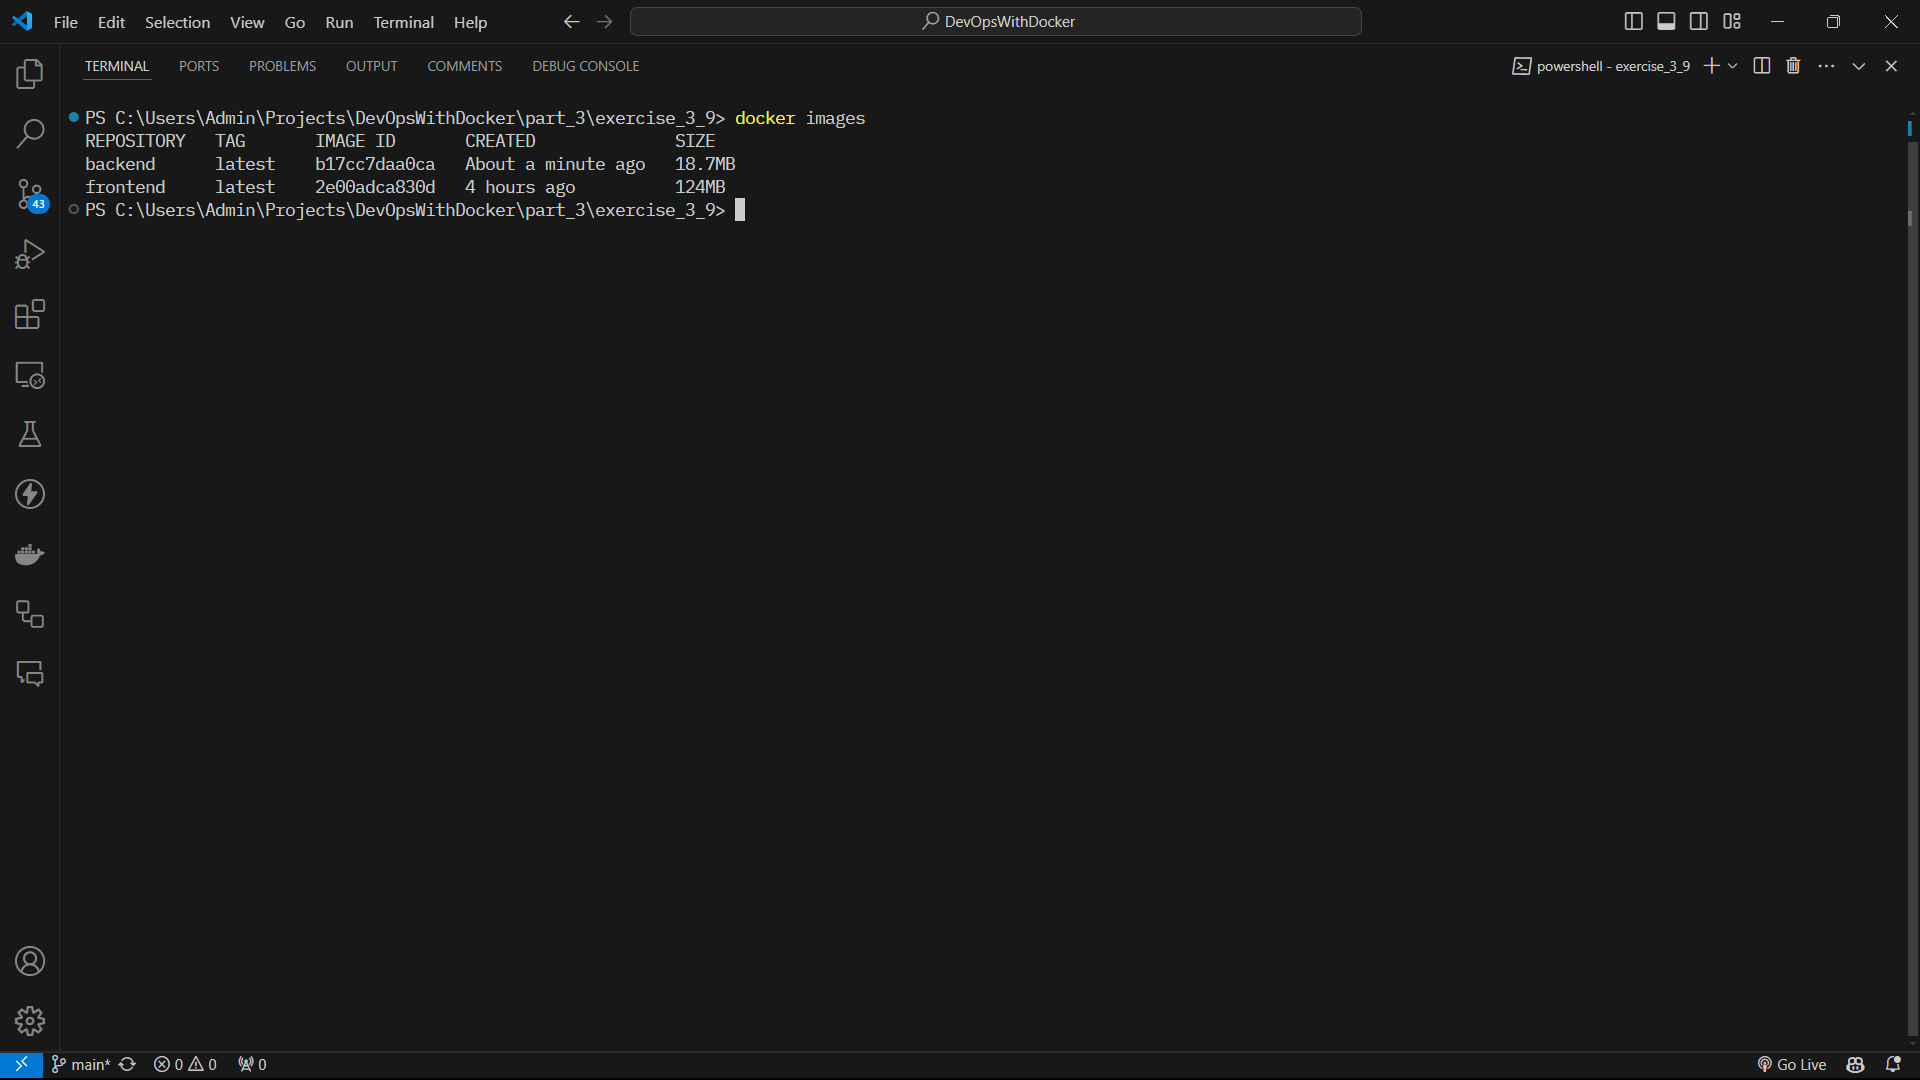 File Edit Selection View Go Run Terminal Help DevOpsWithDocker
TERMINAL PORTS PROBLEMS OUTPUT COMMENTS DEBUG CONSOLE powershell - exercise_3_9
PS C:\Users\Admin\Projects\DevOpsWithDocker\part_3\exercise_3_9> docker images
REPOSITORY TAG IMAGE ID CREATED SIZE
backend latest b17cc7daa0ca About a minute ago 18.7MB
frontend latest 2e00adca830d 4 hours ago 124MB
PS C:\Users\Admin\Projects\DevOpsWithDocker\part_3\exercise_3_9>
43
main* 0 0 0 Go Live